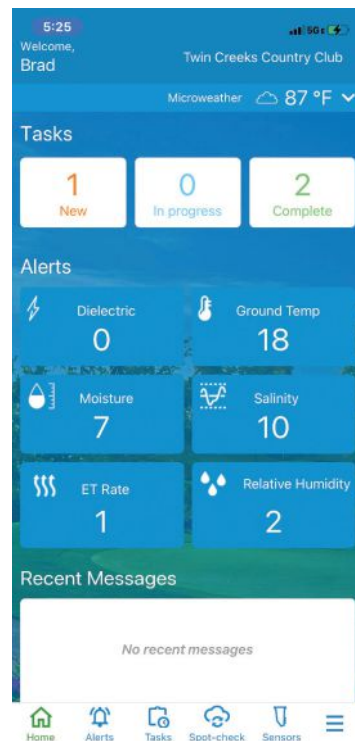 5:25
5G
Welcome,
Brad
Twin Creeks Country Club
Microweather 87 °F
Tasks
1
New
0
In progress
2
Complete
Alerts
Dielectric
0
Ground Temp
18
Moisture
7
Salinity
10
ET Rate
1
Relative Humidity
2
Recent Messages
No recent messages
Home
Alerts
Tasks
Spot-check
Sensors